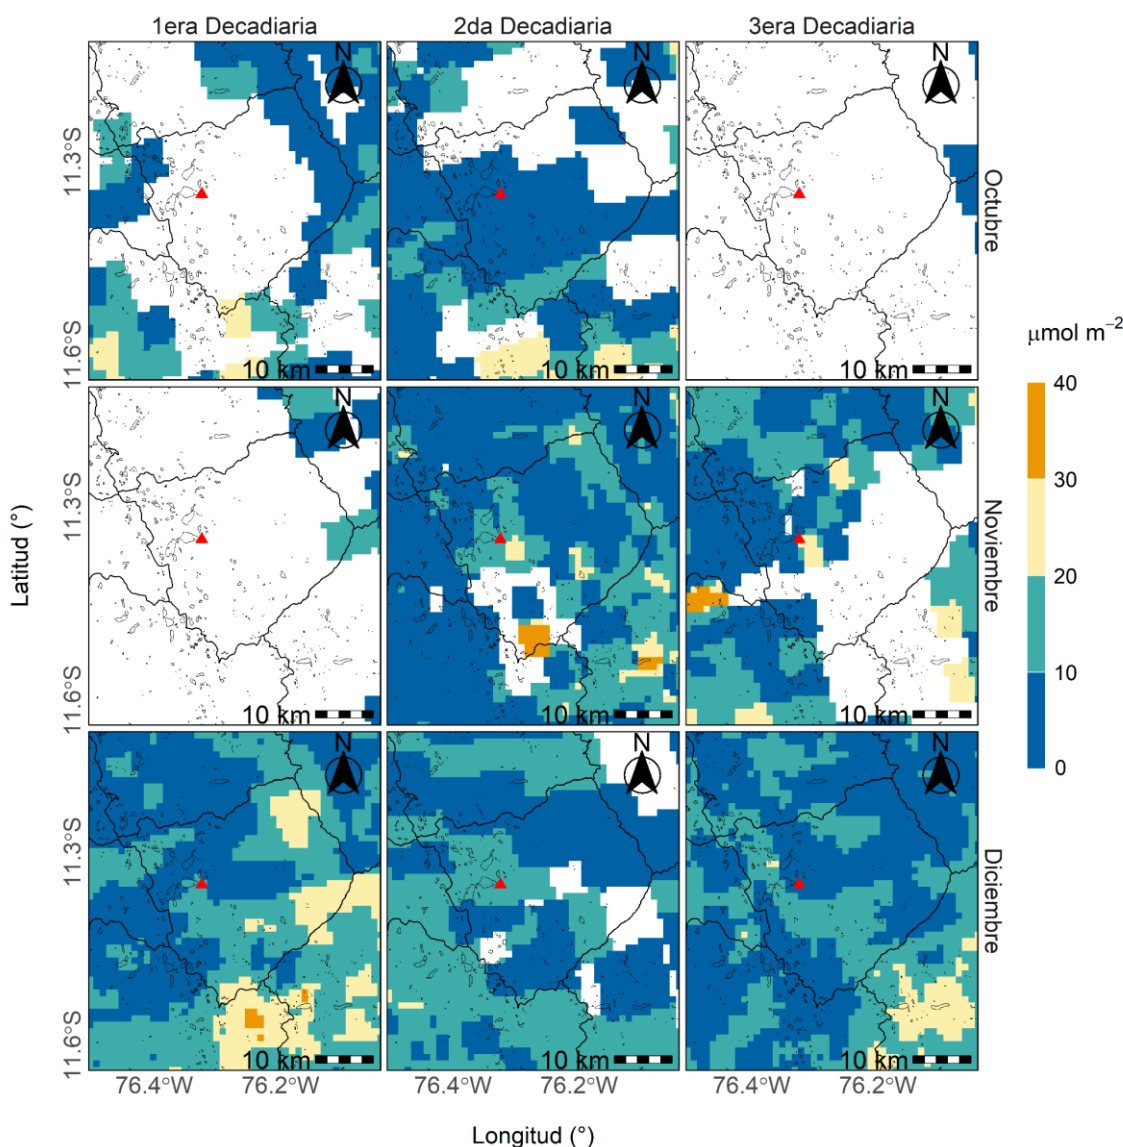 1era Decadiaria 2da Decadiaria 3era Decadiaria
N N N
11.3°S
Octubre
11.6°S
10 km 10 km 10 km
μmol m−2
40
30
20
10
0
N N N
11.3°S
Noviembre
Latitud (°)
11.6°S
10 km 10 km 10 km
N N N
11.3°S
Diciembre
11.6°S
10 km 10 km 10 km
76.4°W 76.2°W 76.4°W 76.2°W 76.4°W 76.2°W
Longitud (°)